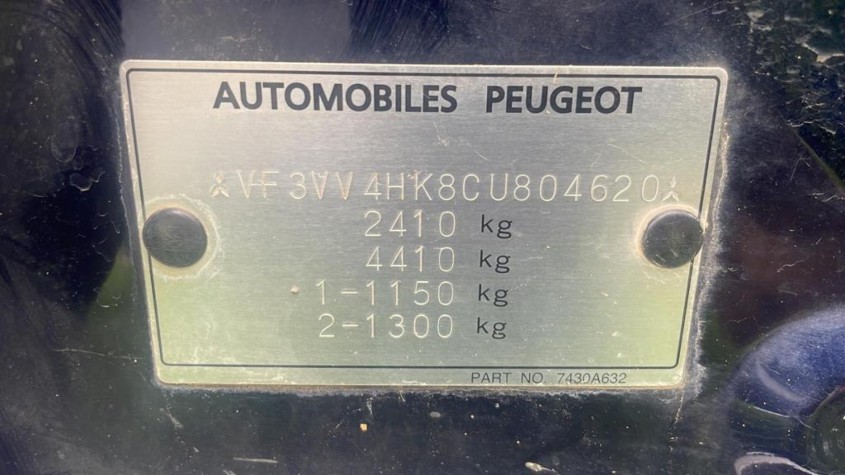 AUTOMOBILES PEUGEOT
VF3VV4HK8CU804620
2410 kg
4410 kg
1-1150 kg
2-1300 kg
PART NO. 7430A632